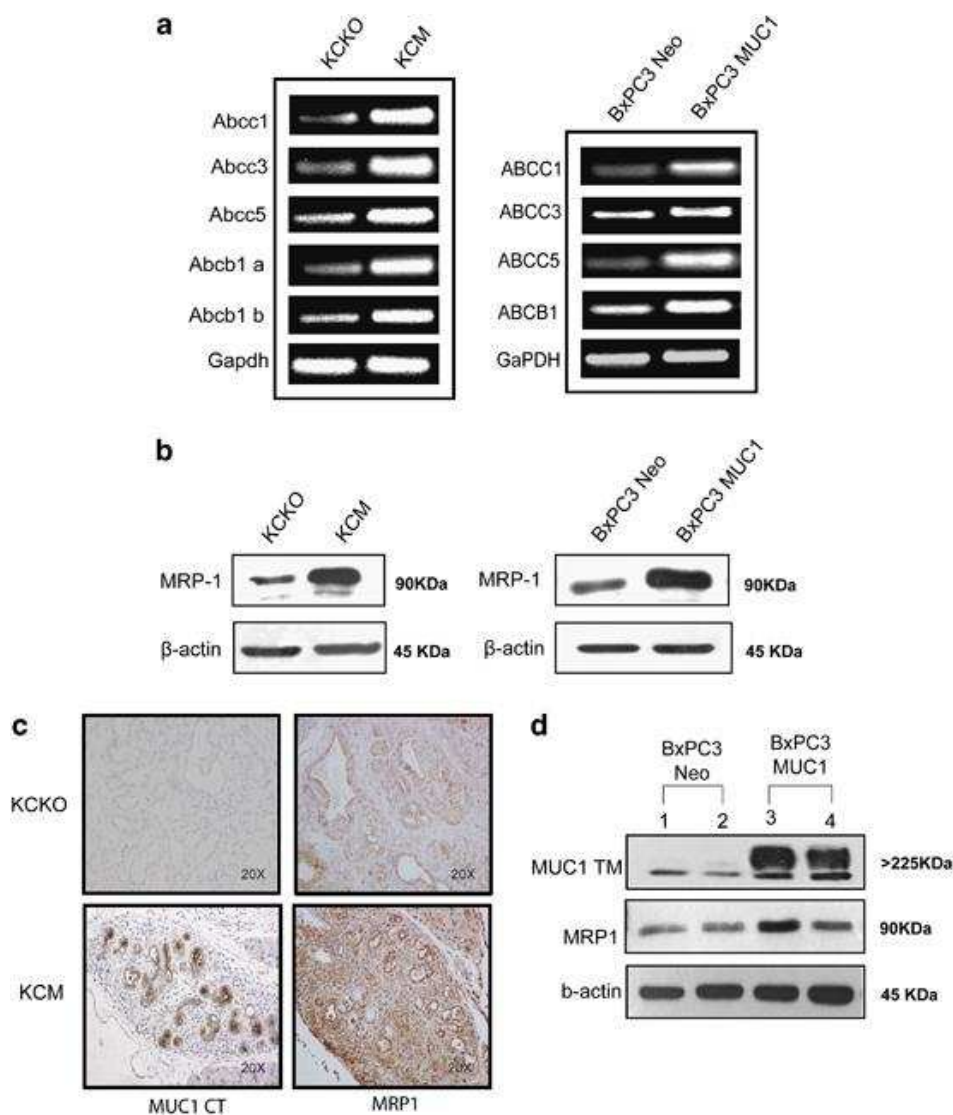 a
KCKO KCM
Abcc1
Abcc3
Abcc5
Abcb1 a
Abcb1 b
Gapdh
BxPC3 Neo BxPC3 MUC1
ABCC1
ABCC3
ABCC5
ABCB1
GaPDH
b
KCKO KCM
MRP-1
β-actin
90KDa
45 KDa
BxPC3 Neo BxPC3 MUC1
MRP-1 90KDa
β-actin 45 KDa
c
KCKO 20X 20X
KCM 20X 20X
MUC1 CT MRP1
d
BxPC3 Neo BxPC3 MUC1
1 2 3 4
MUC1 TM >225KDa
MRP1 90KDa
b-actin 45 KDa